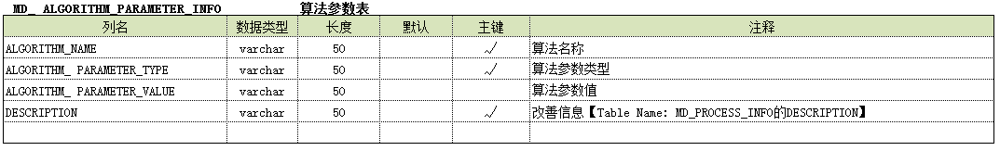 MD_ ALGORITHM_PARAMETER_INFO 算法参数表
列名 数据类型 长度 默认 主键 注释
ALGORITHM_NAME varchar 50 √ 算法名称
ALGORITHM_ PARAMETER_TYPE varchar 50 √ 算法参数类型
ALGORITHM_ PARAMETER_VALUE varchar 50 算法参数值
DESCRIPTION varchar 50 √ 改善信息【Table Name: MD_PROCESS_INFO的DESCRIPTION】